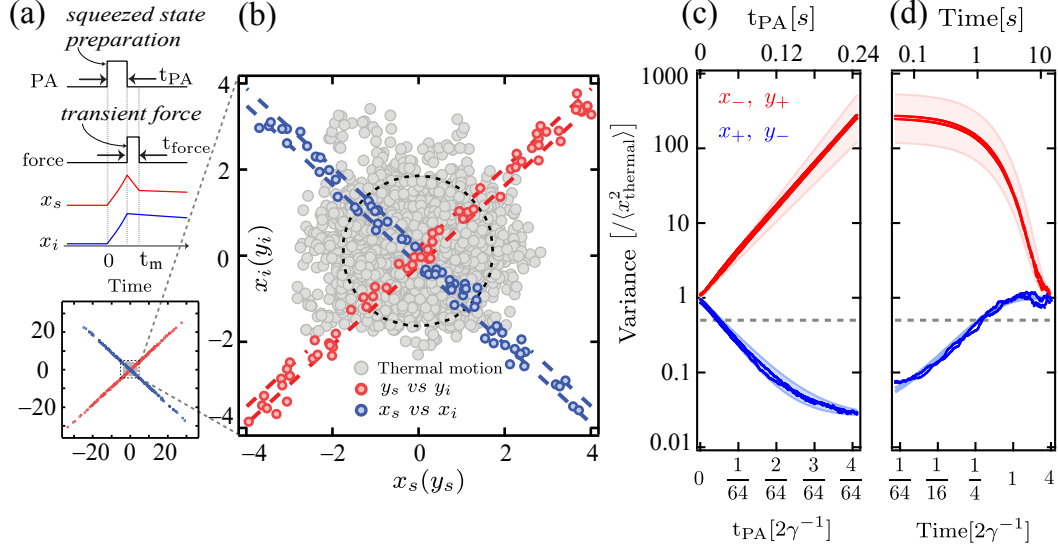 (a)
squeezed state
preparation
PA
t_PA
transient force
force
t_force
x_s
x_i
0 t_m
Time
20
0
−20
−20 0 20
(b)
4
2
0
−2
−4
x_i(y_i)
Thermal motion
y_s vs y_i
x_s vs x_i
−4 −2 0 2 4
x_s(y_s)
(c)
t_PA[s]
0 0.12 0.24
1000
100
10
1
0.1
0.01
Variance [/⟨x²_thermal⟩]
x_−, y_+
x_+, y_−
0 1/64 2/64 3/64 4/64
t_PA[2γ⁻¹]
(d)
Time[s]
0.1 1 10
1/64 1/16 1/4 1 4
Time[2γ⁻¹]